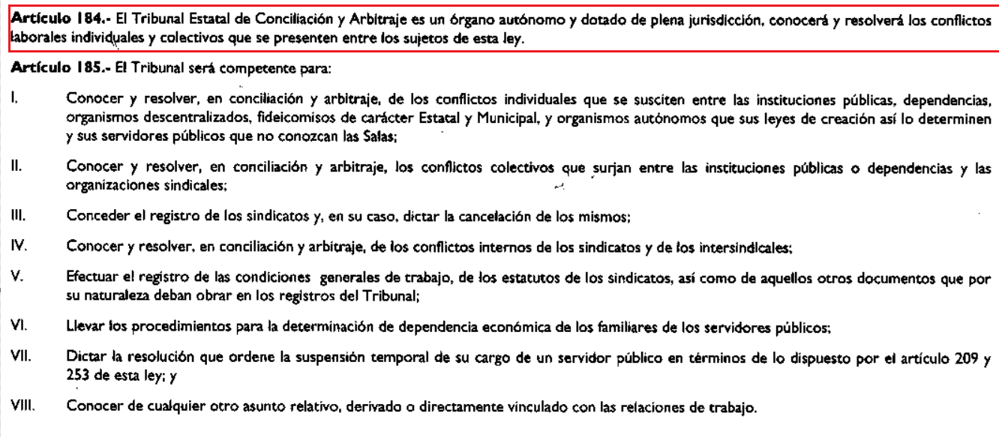 Artículo 184.- El Tribunal Estatal de Conciliación y Arbitraje es un órgano autónomo y dotado de plena jurisdicción, conocerá y resolverá los conflictos
laborales individuales y colectivos que se presenten entre los sujetos de esta ley.
Artículo 185.- El Tribunal será competente para:
I. Conocer y resolver, en conciliación y arbitraje, de los conflictos individuales que se susciten entre las instituciones públicas, dependencias,
organismos descentralizados, fideicomisos de carácter Estatal y Municipal, y organismos autónomos que sus leyes de creación así lo determinen
y sus servidores públicos que no conozcan las Salas;
II. Conocer y resolver, en conciliación y arbitraje, los conflictos colectivos que surjan entre las instituciones públicas o dependencias y las
organizaciones sindicales;
III. Conceder el registro de los sindicatos y, en su caso, dictar la cancelación de los mismos;
IV. Conocer y resolver, en conciliación y arbitraje, de los conflictos internos de los sindicatos y de los intersindicales;
V. Efectuar el registro de las condiciones generales de trabajo, de los estatutos de los sindicatos, así como de aquellos otros documentos que por
su naturaleza deban obrar en los registros del Tribunal;
VI. Llevar los procedimientos para la determinación de dependencia económica de los familiares de los servidores públicos;
VII. Dictar la resolución que ordene la suspensión temporal de su cargo de un servidor público en términos de lo dispuesto por el artículo 209 y
253 de esta ley; y
VIII. Conocer de cualquier otro asunto relativo, derivado o directamente vinculado con las relaciones de trabajo.